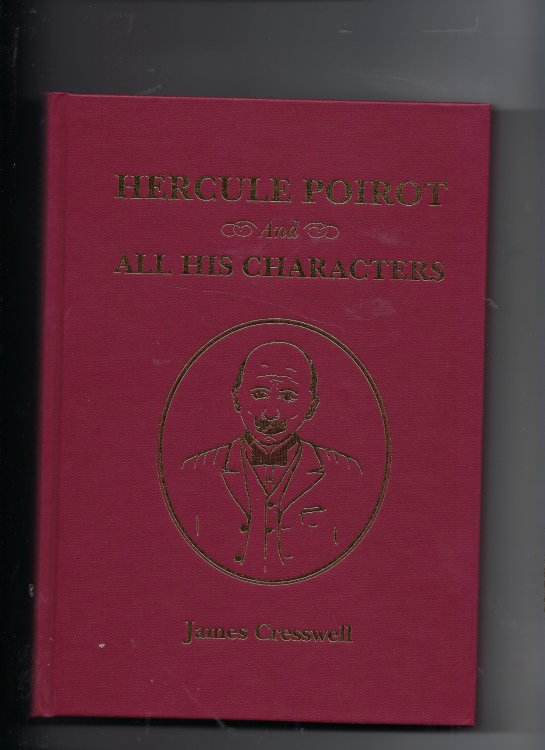 HERCULE POIROT
And
ALL HIS CHARACTERS
James Cresswell